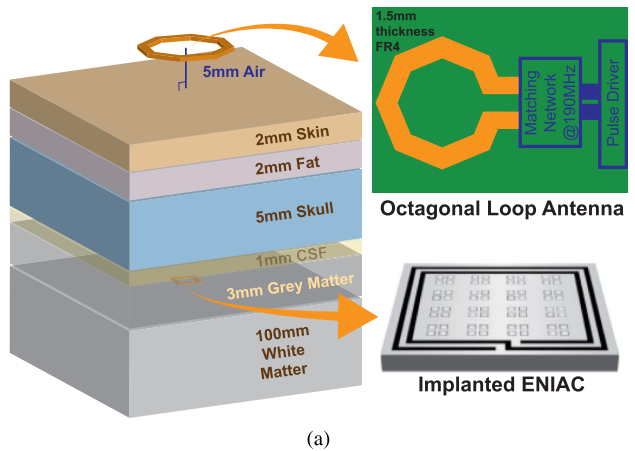 1.5mm
thickness
FR4
5mm Air
Matching
Network
@190MHz
Pulse Driver
2mm Skin
2mm Fat
5mm Skull
Octagonal Loop Antenna
1mm CSF
3mm Grey Matter
100mm
White
Matter
Implanted ENIAC
(a)